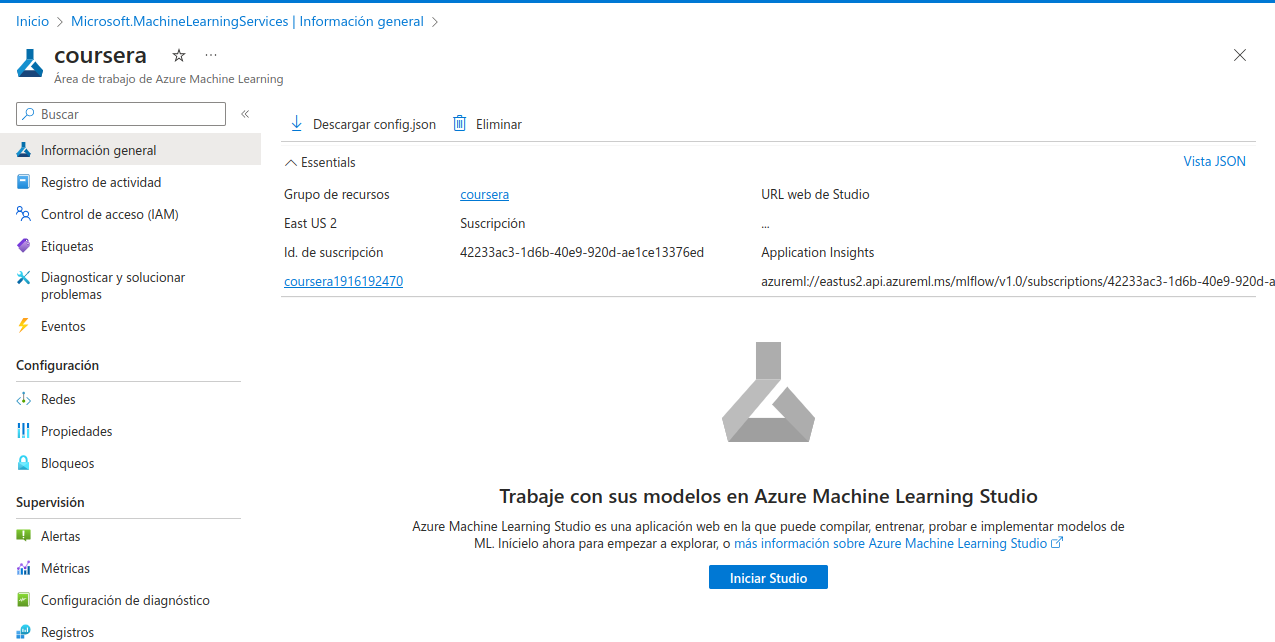 Inicio > Microsoft.MachineLearningServices | Información general >
coursera
Área de trabajo de Azure Machine Learning
Buscar
Información general
Registro de actividad
Control de acceso (IAM)
Etiquetas
Diagnosticar y solucionar
problemas
Eventos
Configuración
Redes
Propiedades
Bloqueos
Supervisión
Alertas
Métricas
Configuración de diagnóstico
Registros
Descargar config.json Eliminar
Essentials Vista JSON
Grupo de recursos coursera URL web de Studio
East US 2 Suscripción ...
Id. de suscripción 42233ac3-1d6b-40e9-920d-ae1ce13376ed Application Insights
coursera1916192470 azureml://eastus2.api.azureml.ms/mlflow/v1.0/subscriptions/42233ac3-1d6b-40e9-920d-a
Trabaje con sus modelos en Azure Machine Learning Studio
Azure Machine Learning Studio es una aplicación web en la que puede compilar, entrenar, probar e implementar modelos de
ML. Inícielo ahora para empezar a explorar, o más información sobre Azure Machine Learning Studio
Iniciar Studio